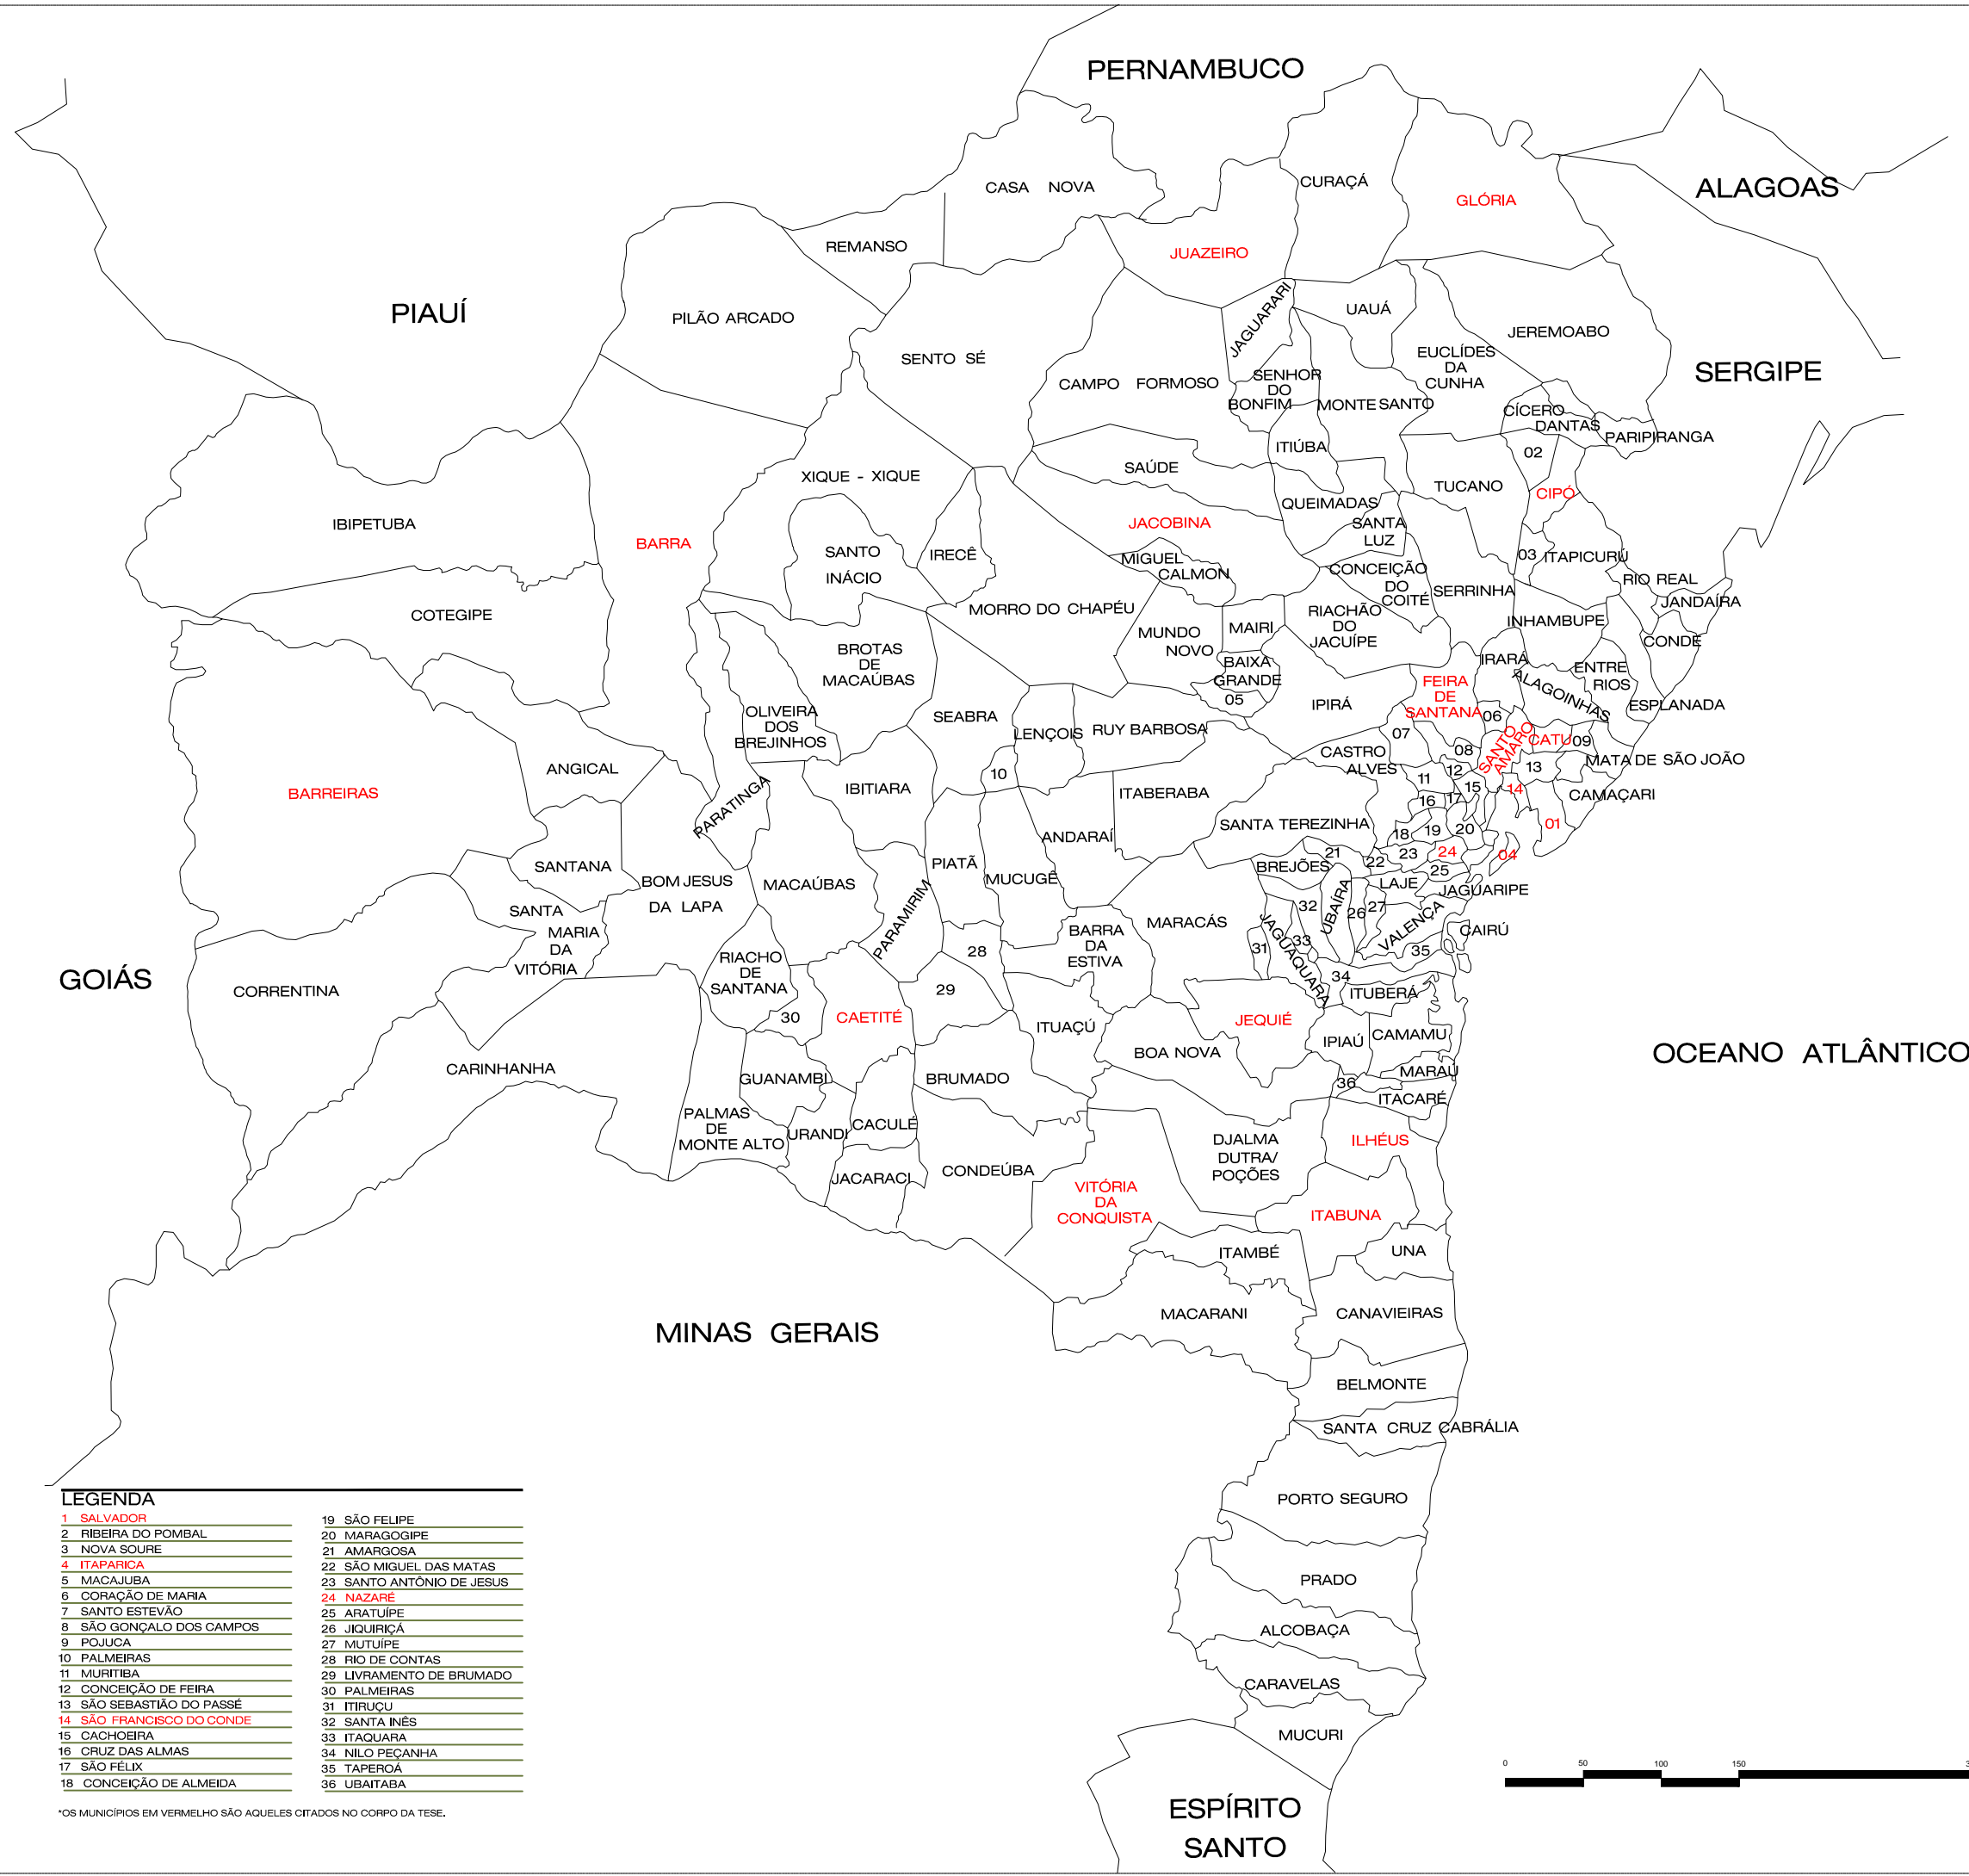 PERNAMBUCO
ALAGOAS
CASA NOVA
CURAÇÁ
GLÓRIA
REMANSO
JUAZEIRO
PIAUÍ
PILÃO ARCADO
JAGUARARI
UAUÁ
JEREMOABO
SENTO SÉ
EUCLÍDES
DA
CUNHA
SERGIPE
CAMPO FORMOSO
SENHOR
DO
BONFIM
MONTE SANTO
CÍCERO
DANTAS
PARIPIRANGA
ITIÚBA
02
SAÚDE
XIQUE - XIQUE
TUCANO
CIPÓ
QUEIMADAS
IBIPETUBA
BARRA
JACOBINA
SANTA
LUZ
SANTO
INÁCIO
IRECÊ
MIGUEL
CALMON
03
ITAPICURÚ
CONCEIÇÃO
DO
COITÉ
RIO REAL
SERRINHA
JANDAÍRA
COTEGIPE
MORRO DO CHAPÉU
RIACHÃO
DO
JACUÍPE
INHAMBUPE
MUNDO
NOVO
MAIRI
CONDE
BROTAS
DE
MACAÚBAS
BAIXA
GRANDE
05
IRARÁ
ENTRE
RIOS
ALAGOINHAS
FEIRA
DE
SANTANA
IPIRÁ
ESPLANADA
OLIVEIRA
DOS
BREJINHOS
SEABRA
LENÇOIS
RUY BARBOSA
06
07
SANTO
AMARO
CATU
09
CASTRO
ALVES
08
MATA DE SÃO JOÃO
ANGICAL
10
11
12
13
BARREIRAS
IBITIARA
ITABERABA
15
14
CAMAÇARI
PARATINGA
16
17
SANTA TEREZINHA
01
ANDARAÍ
18
19
20
SANTANA
PIATÃ
BREJÕES
21
22
23
24
04
25
BOM JESUS
DA LAPA
MACAÚBAS
MUCUGÊ
LAJE
JAGUARIPE
SANTA
MARIA
DA
VITÓRIA
PARAMIRIM
MARACÁS
32
UBAÍRA
26
27
VALENÇA
CAIRÚ
BARRA
DA
ESTIVA
31
JAGUAQUARA
33
35
GOIÁS
RIACHO
DE
SANTANA
28
34
CORRENTINA
29
ITUBERÁ
30
CAETITÉ
ITUAÇÚ
JEQUIÉ
IPIAÚ
CAMAMU
OCEANO ATLÂNTICO
BOA NOVA
CARINHANHA
GUANAMBI
BRUMADO
MARAÚ
36
ITACARÉ
PALMAS
DE
MONTE ALTO
URANDI
CACULÉ
DJALMA
DUTRA/
POÇÕES
ILHÉUS
JACARACI
CONDEÚBA
VITÓRIA
DA
CONQUISTA
ITABUNA
ITAMBÉ
UNA
MACARANI
CANAVIEIRAS
MINAS GERAIS
BELMONTE
SANTA CRUZ CABRÁLIA
PORTO SEGURO
PRADO
ALCOBAÇA
CARAVELAS
MUCURI
ESPÍRITO
SANTO
LEGENDA
1 SALVADOR
2 RIBEIRA DO POMBAL
3 NOVA SOURE
4 ITAPARICA
5 MACAJUBA
6 CORAÇÃO DE MARIA
7 SANTO ESTEVÃO
8 SÃO GONÇALO DOS CAMPOS
9 POJUCA
10 PALMEIRAS
11 MURITIBA
12 CONCEIÇÃO DE FEIRA
13 SÃO SEBASTIÃO DO PASSÉ
14 SÃO FRANCISCO DO CONDE
15 CACHOEIRA
16 CRUZ DAS ALMAS
17 SÃO FÉLIX
18 CONCEIÇÃO DE ALMEIDA
19 SÃO FELIPE
20 MARAGOGIPE
21 AMARGOSA
22 SÃO MIGUEL DAS MATAS
23 SANTO ANTÔNIO DE JESUS
24 NAZARÉ
25 ARATUÍPE
26 JIQUIRIÇÁ
27 MUTUÍPE
28 RIO DE CONTAS
29 LIVRAMENTO DE BRUMADO
30 PALMEIRAS
31 ITIRUÇU
32 SANTA INÊS
33 ITAQUARA
34 NILO PEÇANHA
35 TAPEROÁ
36 UBAITABA
*OS MUNICÍPIOS EM VERMELHO SÃO AQUELES CITADOS NO CORPO DA TESE.
0 50 100 150